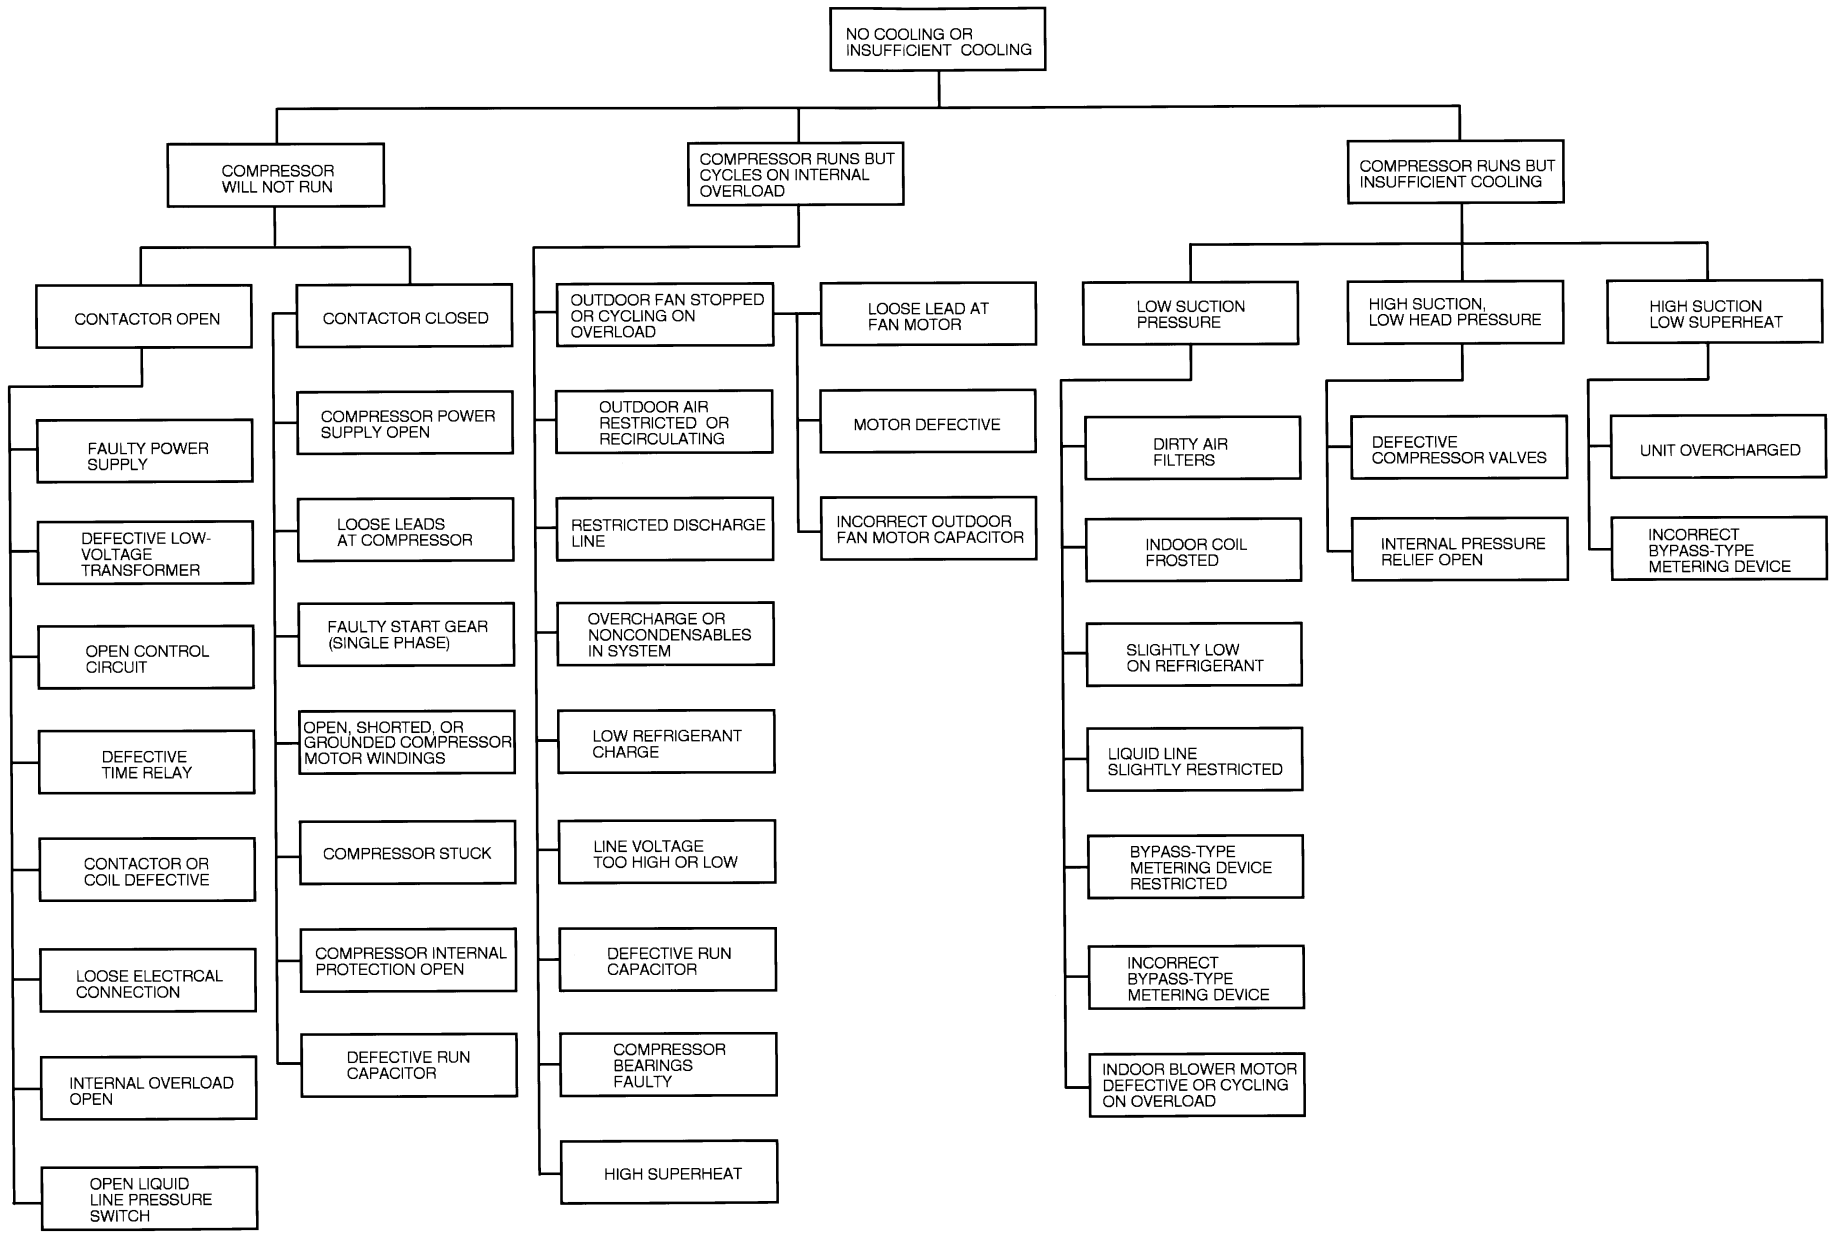 NO COOLING OR
INSUFFICIENT COOLING
COMPRESSOR
WILL NOT RUN
COMPRESSOR RUNS BUT
CYCLES ON INTERNAL
OVERLOAD
COMPRESSOR RUNS BUT
INSUFFICIENT COOLING
CONTACTOR OPEN
FAULTY POWER
SUPPLY
DEFECTIVE LOW-
VOLTAGE
TRANSFORMER
OPEN CONTROL
CIRCUIT
DEFECTIVE
TIME RELAY
CONTACTOR OR
COIL DEFECTIVE
LOOSE ELECTRCAL
CONNECTION
INTERNAL OVERLOAD
OPEN
OPEN LIQUID
LINE PRESSURE
SWITCH
CONTACTOR CLOSED
COMPRESSOR POWER
SUPPLY OPEN
LOOSE LEADS
AT COMPRESSOR
FAULTY START GEAR
(SINGLE PHASE)
OPEN, SHORTED, OR
GROUNDED COMPRESSOR
MOTOR WINDINGS
COMPRESSOR STUCK
COMPRESSOR INTERNAL
PROTECTION OPEN
DEFECTIVE RUN
CAPACITOR
OUTDOOR FAN STOPPED
OR CYCLING ON
OVERLOAD
OUTDOOR AIR
RESTRICTED OR
RECIRCULATING
RESTRICTED DISCHARGE
LINE
OVERCHARGE OR
NONCONDENSABLES
IN SYSTEM
LOW REFRIGERANT
CHARGE
LINE VOLTAGE
TOO HIGH OR LOW
DEFECTIVE RUN
CAPACITOR
COMPRESSOR
BEARINGS
FAULTY
HIGH SUPERHEAT
LOOSE LEAD AT
FAN MOTOR
MOTOR DEFECTIVE
INCORRECT OUTDOOR
FAN MOTOR CAPACITOR
LOW SUCTION
PRESSURE
DIRTY AIR
FILTERS
INDOOR COIL
FROSTED
SLIGHTLY LOW
ON REFRIGERANT
LIQUID LINE
SLIGHTLY RESTRICTED
BYPASS-TYPE
METERING DEVICE
RESTRICTED
INCORRECT
BYPASS-TYPE
METERING DEVICE
INDOOR BLOWER MOTOR
DEFECTIVE OR CYCLING
ON OVERLOAD
HIGH SUCTION,
LOW HEAD PRESSURE
DEFECTIVE
COMPRESSOR VALVES
INTERNAL PRESSURE
RELIEF OPEN
HIGH SUCTION
LOW SUPERHEAT
UNIT OVERCHARGED
INCORRECT
BYPASS-TYPE
METERING DEVICE